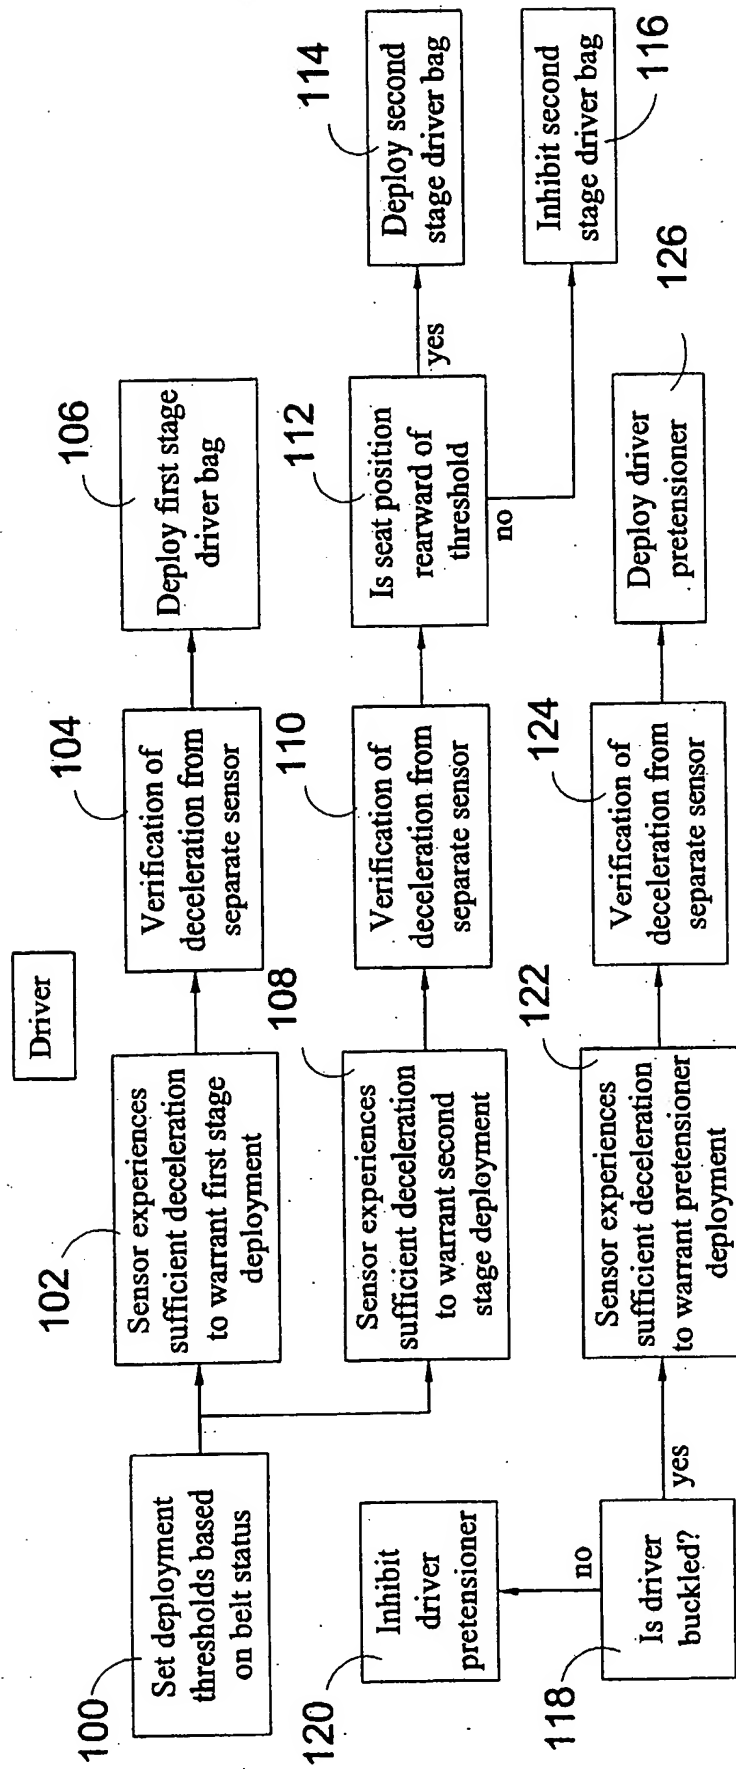 Driver
100
Set deployment
thresholds based
on belt status
102
Sensor experiences
sufficient deceleration
to warrant first stage
deployment
104
Verification of
deceleration from
separate sensor
106
Deploy first stage
driver bag
108
Sensor experiences
sufficient deceleration
to warrant second
stage deployment
110
Verification of
deceleration from
separate sensor
112
Is seat position
rearward of
threshold
yes
no
114
Deploy second
stage driver bag
Inhibit second
stage driver bag
116
120
Inhibit
driver
pretensioner
no
118
Is driver
buckled?
yes
122
Sensor experiences
sufficient deceleration
to warrant pretensioner
deployment
124
Verification of
deceleration from
separate sensor
126
Deploy driver
pretensioner